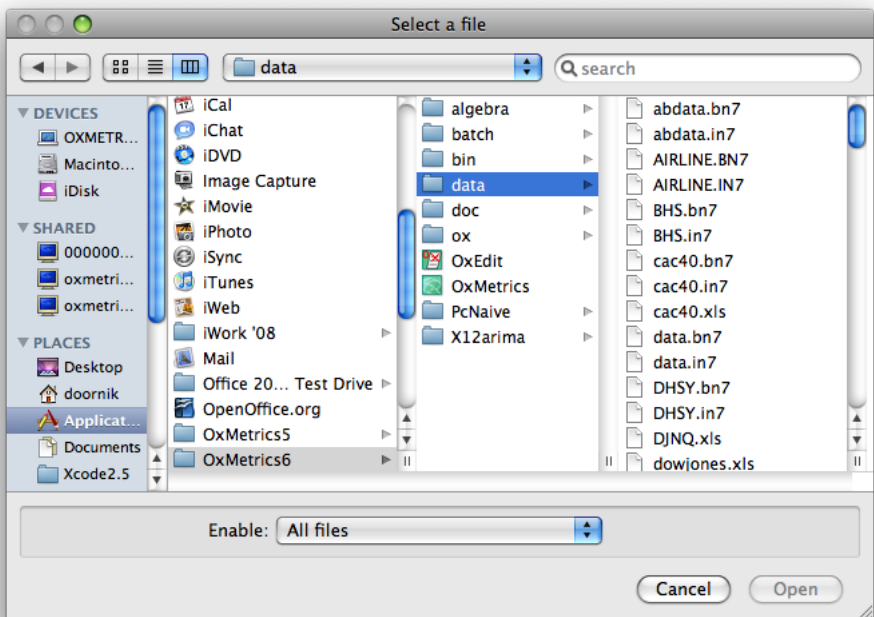 Select a file
data
search
DEVICES
OXMETR...
Macinto...
iDisk
SHARED
000000...
oxmetri...
oxmetri...
PLACES
Desktop
doornik
Applicat...
Documents
Xcode2.5
iCal
iChat
iDVD
Image Capture
iMovie
iPhoto
iSync
iTunes
iWeb
iWork '08
Mail
Office 20... Test Drive
OpenOffice.org
OxMetrics5
OxMetrics6
algebra
batch
bin
data
doc
ox
OxEdit
OxMetrics
PcNaive
X12arima
abdata.bn7
abdata.in7
AIRLINE.BN7
AIRLINE.IN7
BHS.bn7
BHS.in7
cac40.bn7
cac40.in7
cac40.xls
data.bn7
data.in7
DHSY.bn7
DHSY.in7
DJNQ.xls
dowjones.xls
Enable: All files
Cancel Open